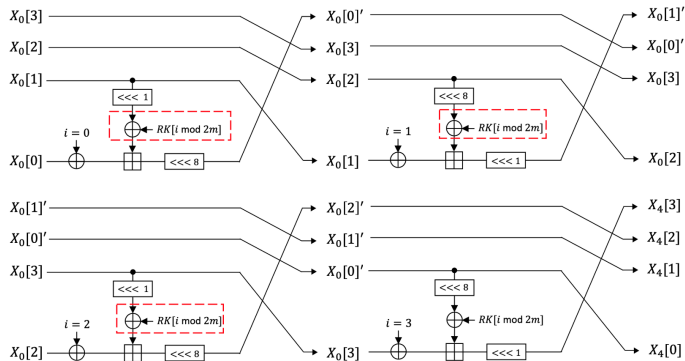 X₀[3] X₀[0]′ X₀[1]′
X₀[2] X₀[3] X₀[0]′
X₀[1] X₀[2] X₀[3]
<<< 1 <<< 8
RK[i mod 2m] RK[i mod 2m]
i = 0 i = 1
X₀[0] <<< 8 X₀[1] <<< 1 X₀[2]
X₀[1]′ X₀[2]′ X₄[3]
X₀[0]′ X₀[1]′ X₄[2]
X₀[3] X₀[0]′ X₄[1]
<<< 1 <<< 8
RK[i mod 2m] RK[i mod 2m]
i = 2 i = 3
X₀[2] <<< 8 X₀[3] <<< 1 X₄[0]